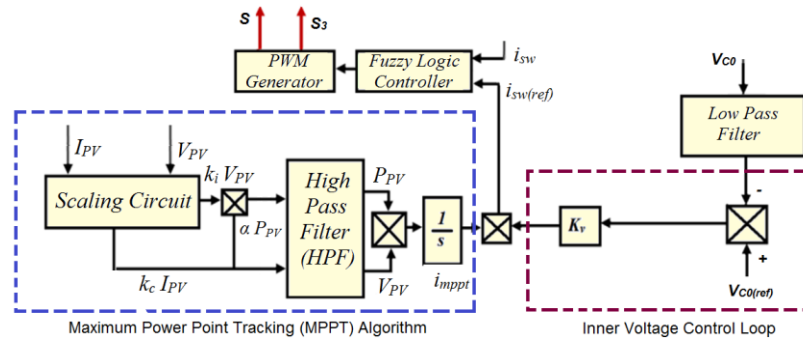 S
S3
PWM
Generator
Fuzzy Logic
Controller
isw
isw(ref)
VC0
Low Pass
Filter
-
+
VC0(ref)
Kv
IPV
VPV
Scaling Circuit
ki VPV
α PPV
kc IPV
High
Pass
Filter
(HPF)
PPV
VPV
1
s
imppt
Maximum Power Point Tracking (MPPT) Algorithm
Inner Voltage Control Loop